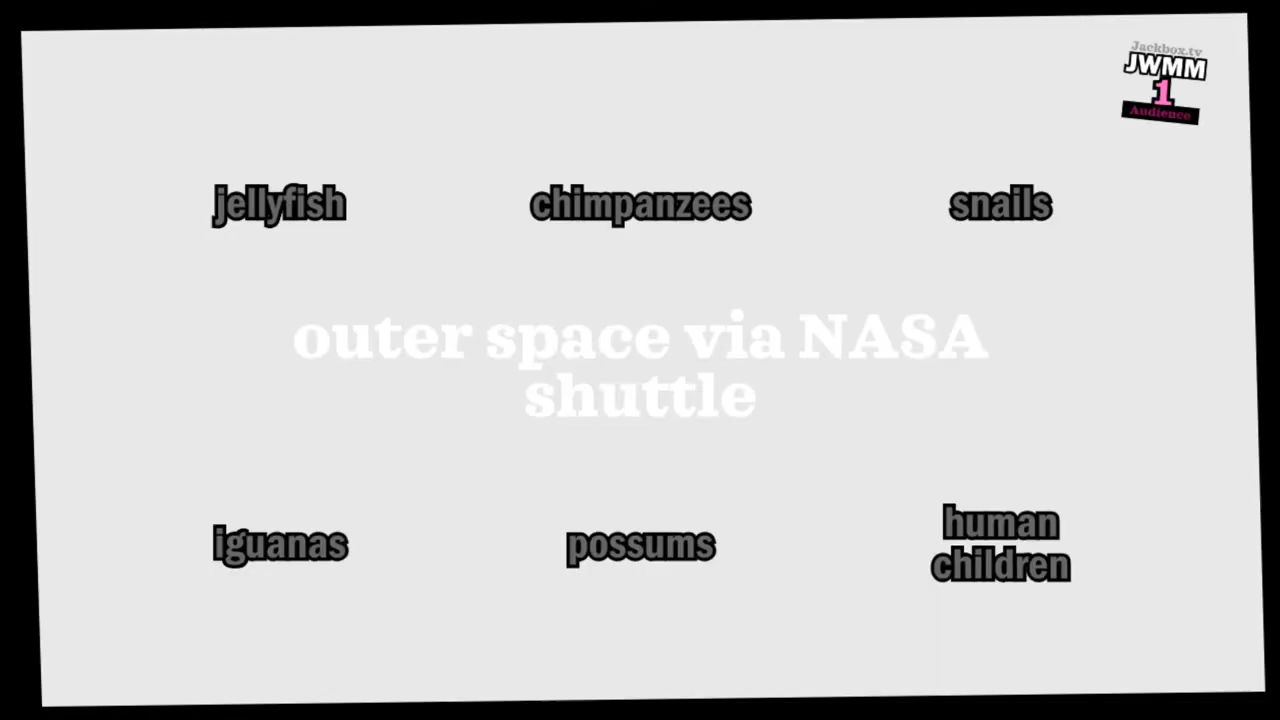 Jackbox.tv
JWMM
1
Audience
jellyfish
chimpanzees
snails
outer space via NASA
shuttle
iguanas
possums
human
children